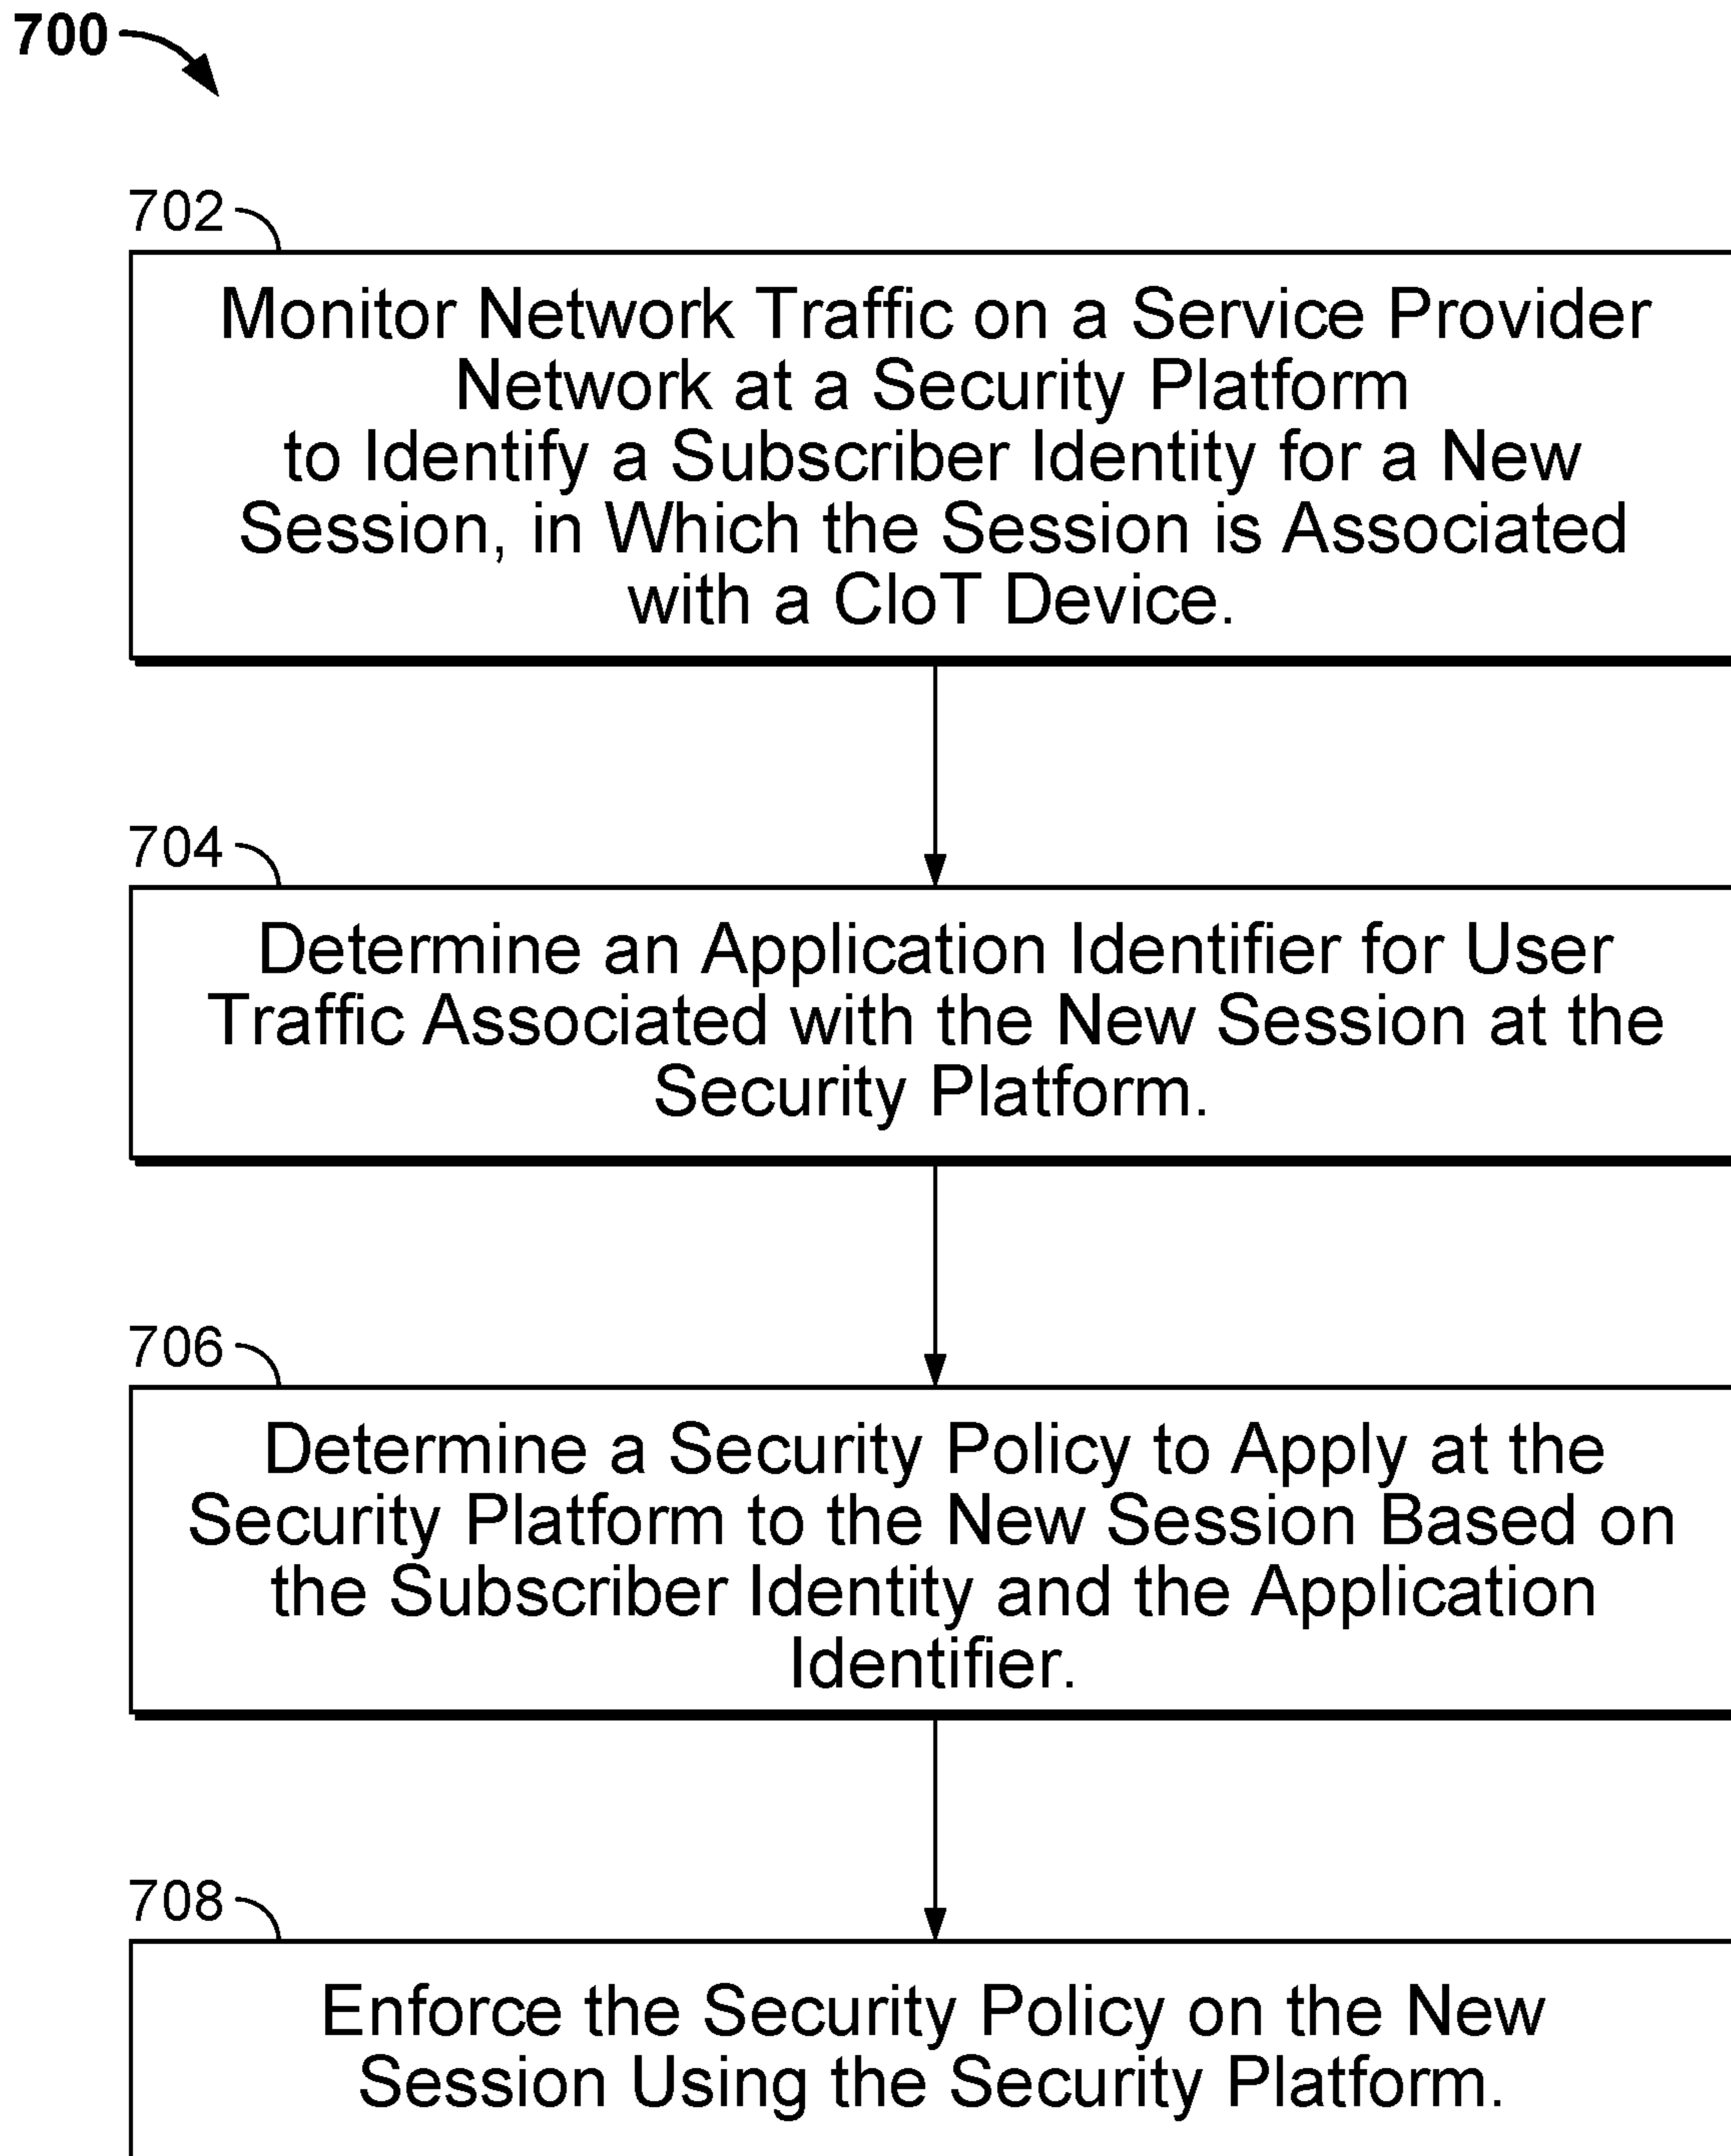 700
702
Monitor Network Traffic on a Service Provider
Network at a Security Platform
to Identify a Subscriber Identity for a New
Session, in Which the Session is Associated
with a CIoT Device.
704
Determine an Application Identifier for User
Traffic Associated with the New Session at the
Security Platform.
706
Determine a Security Policy to Apply at the
Security Platform to the New Session Based on
the Subscriber Identity and the Application
Identifier.
708
Enforce the Security Policy on the New
Session Using the Security Platform.